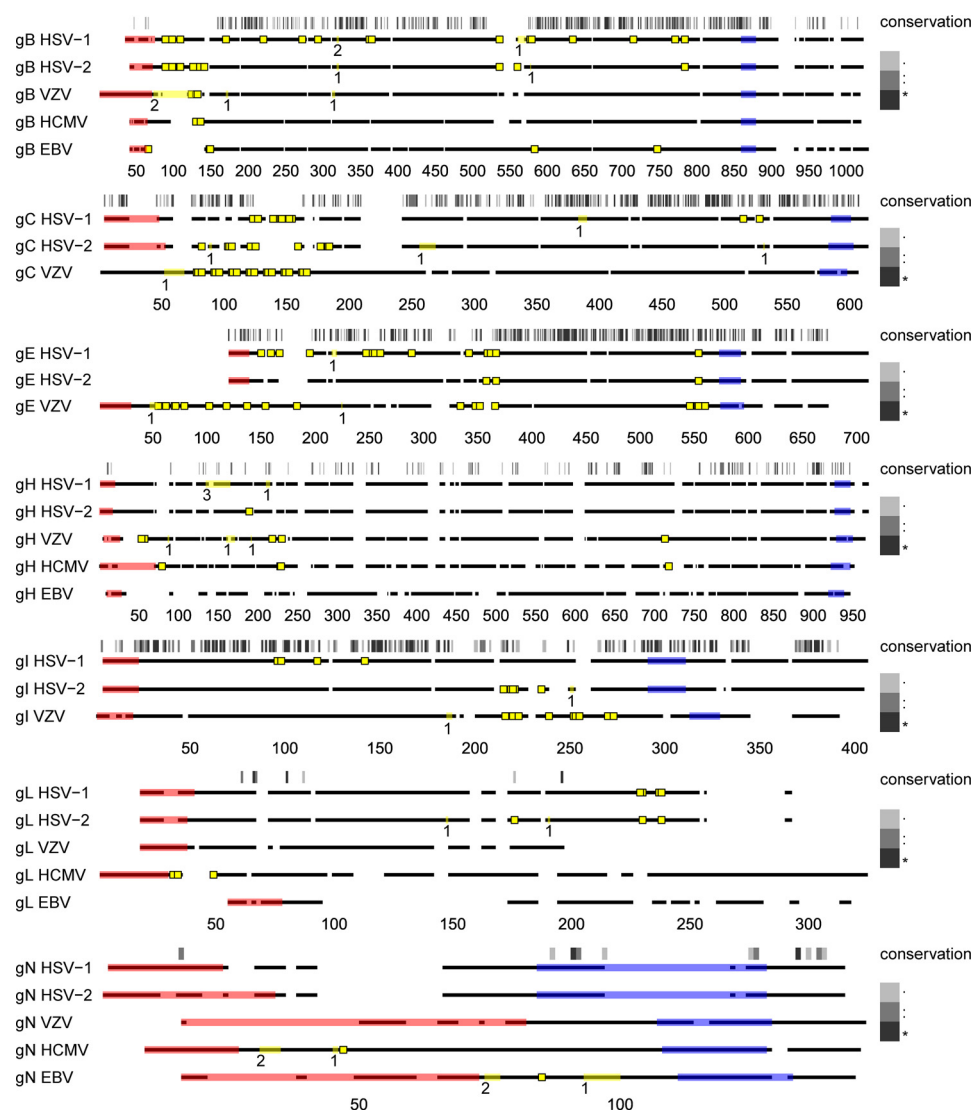 conservation
gB HSV−1
2
1
.
gB HSV−2
1
1
:
gB VZV
2
1
1
*
gB HCMV
gB EBV
50 100 150 200 250 300 350 400 450 500 550 600 650 700 750 800 850 900 950 1000
conservation
gC HSV−1
1
.
gC HSV−2
1
1
1
:
gC VZV
1
*
50 100 150 200 250 300 350 400 450 500 550 600
conservation
gE HSV−1
1
.
gE HSV−2
:
gE VZV
1
1
*
50 100 150 200 250 300 350 400 450 500 550 600 650 700
conservation
gH HSV−1
3
1
.
gH HSV−2
:
gH VZV
1
1
1
*
gH HCMV
gH EBV
50 100 150 200 250 300 350 400 450 500 550 600 650 700 750 800 850 900 950
conservation
gI HSV−1
.
gI HSV−2
1
:
gI VZV
1
*
50 100 150 200 250 300 350 400
conservation
gL HSV−1
.
gL HSV−2
1
1
:
gL VZV
*
gL HCMV
gL EBV
50 100 150 200 250 300
conservation
gN HSV−1
.
gN HSV−2
:
gN VZV
*
gN HCMV
2
1
gN EBV
2
1
50 100